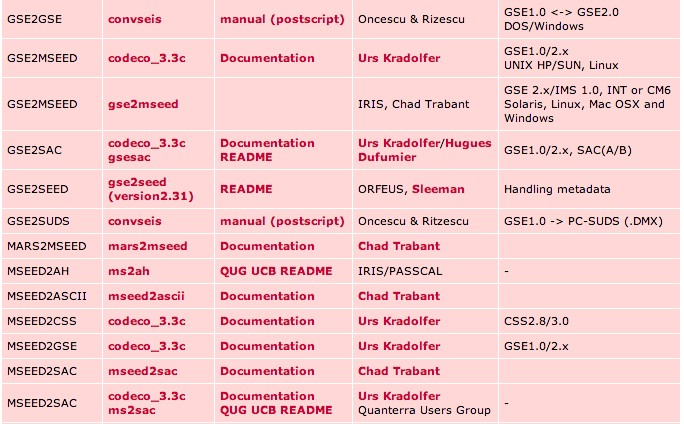 GSE2GSE convseis manual (postscript) Oncescu & Rizescu GSE1.0 <-> GSE2.0
DOS/Windows
GSE2MSEED codeco_3.3c Documentation Urs Kradolfer GSE1.0/2.x
UNIX HP/SUN, Linux
GSE2MSEED gse2mseed IRIS, Chad Trabant GSE 2.x/IMS 1.0, INT or CM6
Solaris, Linux, Mac OSX and
Windows
GSE2SAC codeco_3.3c Documentation Urs Kradolfer/Hugues GSE1.0/2.x, SAC(A/B)
gsesac README Dufumier
GSE2SEED gse2seed README ORFEUS, Sleeman Handling metadata
(version2.31)
GSE2SUDS convseis manual (postscript) Oncescu & Ritzescu GSE1.0 -> PC-SUDS (.DMX)
MARS2MSEED mars2mseed Documentation Chad Trabant
MSEED2AH ms2ah QUG UCB README IRIS/PASSCAL -
MSEED2ASCII mseed2ascii Documentation Chad Trabant
MSEED2CSS codeco_3.3c Documentation Urs Kradolfer CSS2.8/3.0
MSEED2GSE codeco_3.3c Documentation Urs Kradolfer GSE1.0/2.x
MSEED2SAC mseed2sac Documentation Chad Trabant
MSEED2SAC codeco_3.3c Documentation Urs Kradolfer -
ms2sac QUG UCB README Quanterra Users Group